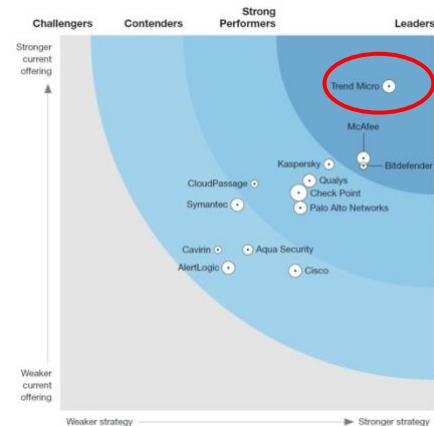 Challengers Contenders Strong Performers Leaders
Stronger current offering
Trend Micro
McAfee
Kaspersky
Bitdefender
CloudPassage
Qualys
Check Point
Symantec
Palo Alto Networks
Cavirin
Aqua Security
AlertLogic
Cisco
Weaker current offering
Weaker strategy Stronger strategy